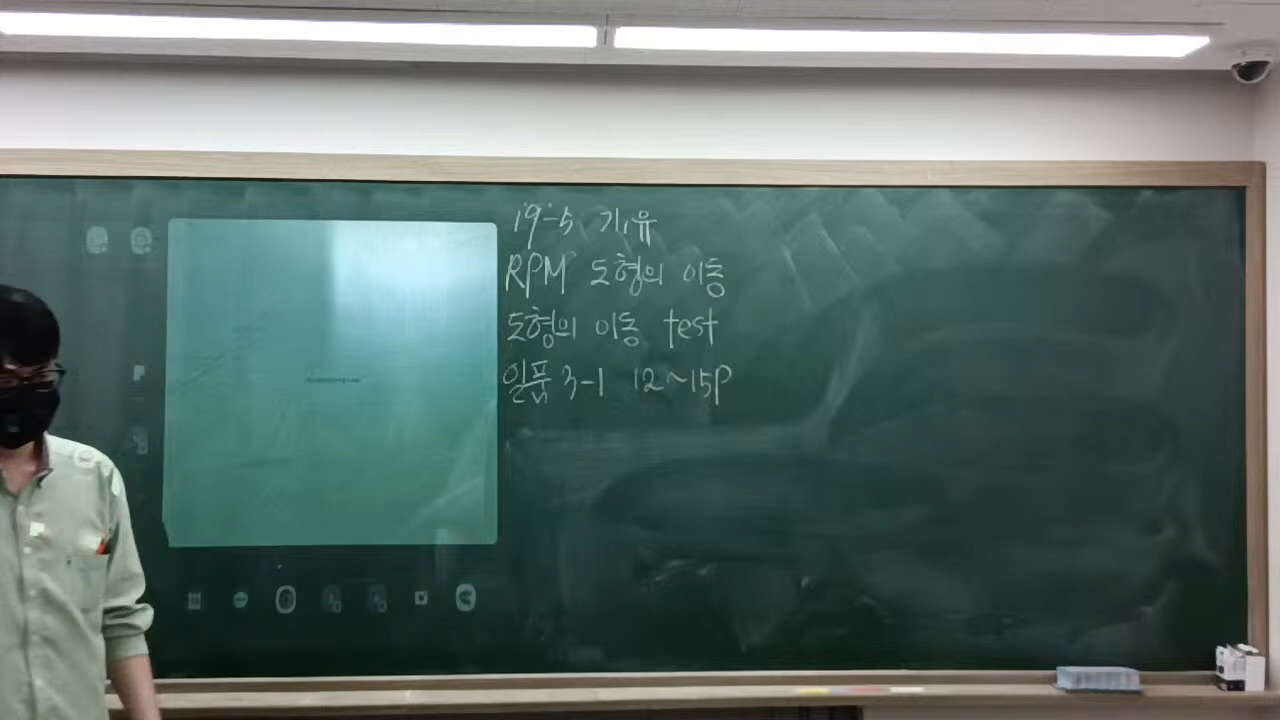 19-5 기하유
RPM 도형의 이동
도형의 이동 test
일품 3-1 12~15p